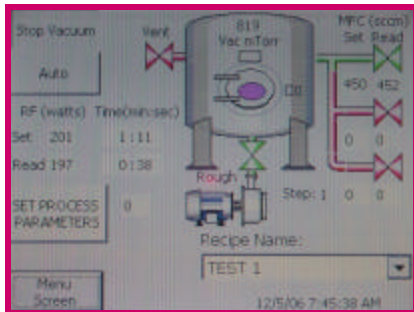 Stop Vacuum
Auto
Vent
819
Vac mTorr
MFC (sccm)
Set Read
450 452
0 0
0 0
RF (watts) Time(min:sec)
Set 201 1:11
Read 197 0:38
SET PROCESS
PARAMETERS
0
Rough
Step: 1
Recipe Name:
TEST 1
Menu
Screen
12/5/06 7:45:38 AM